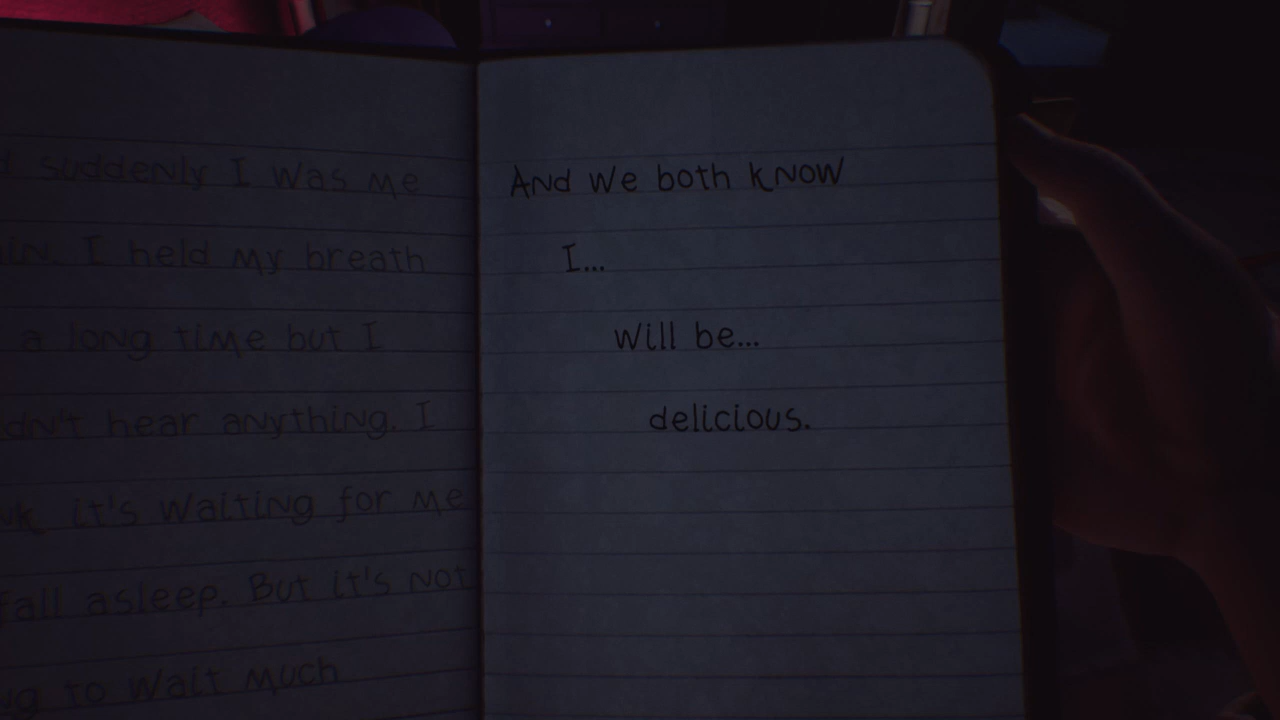 suddenly I was me
I held my breath
a long time but I
hear anything. I
it's waiting for me
fall asleep. But it's not
to wait much
And we both know
I...
will be...
delicious.